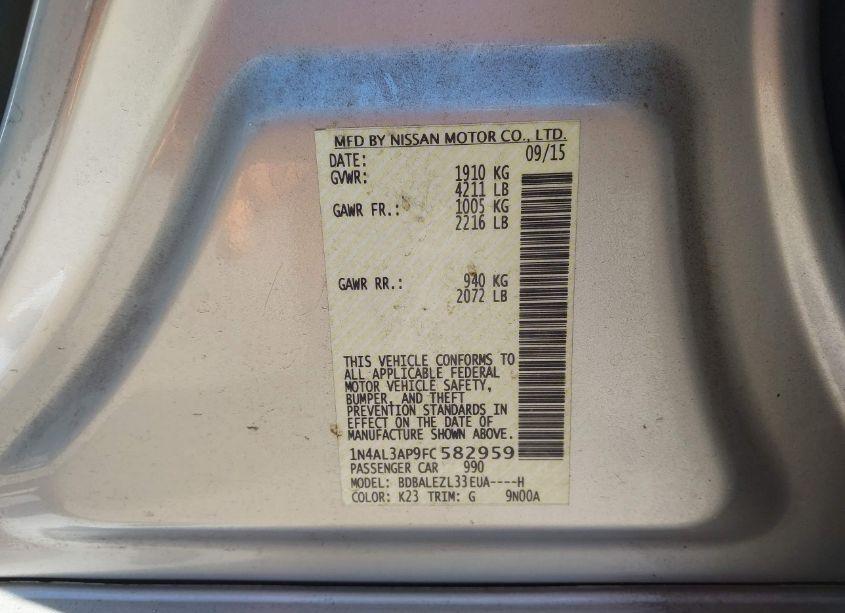 MFD BY NISSAN MOTOR CO., LTD.
DATE: 09/15
GVWR: 1910 KG
4211 LB
GAWR FR.: 1005 KG
2216 LB
GAWR RR.: 940 KG
2072 LB
THIS VEHICLE CONFORMS TO
ALL APPLICABLE FEDERAL
MOTOR VEHICLE SAFETY,
BUMPER, AND THEFT
PREVENTION STANDARDS IN
EFFECT ON THE DATE OF
MANUFACTURE SHOWN ABOVE.
1N4AL3AP9FC582959
PASSENGER CAR 990
MODEL: BDBALEZL33EUA----H
COLOR: K23 TRIM: G 9N00A